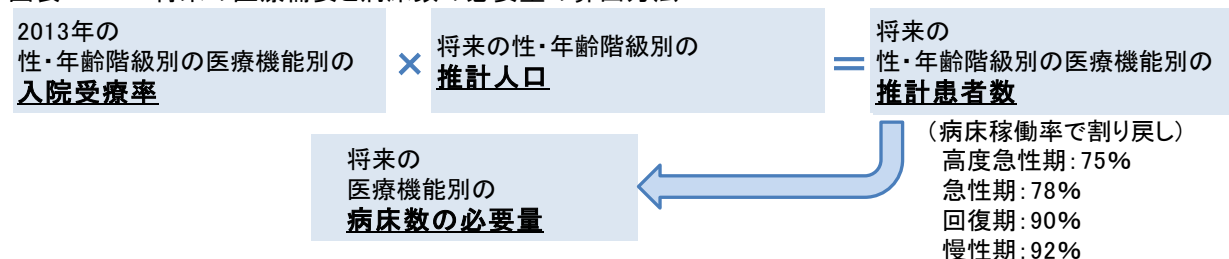 2013年の
性・年齢階級別の医療機能別の
入院受療率
×
将来の性・年齢階級別の
推計人口
＝
将来の
性・年齢階級別の医療機能別の
推計患者数
（病床稼働率で割り戻し）
高度急性期：75％
急性期：78％
回復期：90％
慢性期：92％
将来の
医療機能別の
病床数の必要量